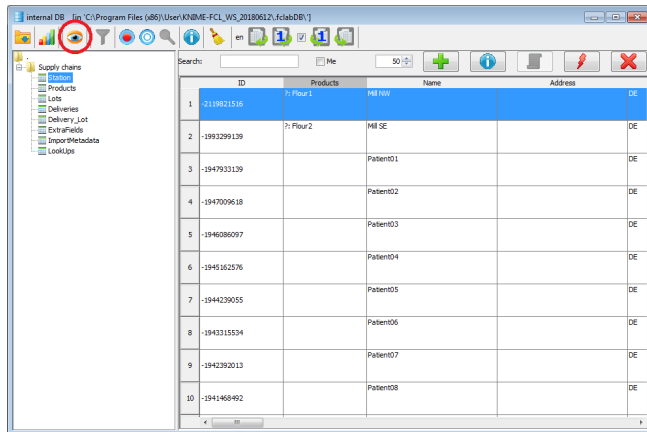 internal DB [in 'C:\Program Files (x86)\User\KNIME-FCL_WS_20180612\.fclabDB\']
en
Search: Me 50
.
Supply chains
Station
Products
Lots
Deliveries
Delivery_Lot
ExtraFields
ImportMetadata
LookUps
ID Products Name Address
1 -2119821516 ?: Flour1 Mill NW DE
2 -1993299139 ?: Flour2 Mill SE DE
3 -1947933139 Patient01 DE
4 -1947009618 Patient02 DE
5 -1946086097 Patient03 DE
6 -1945162576 Patient04 DE
7 -1944239055 Patient05 DE
8 -1943315534 Patient06 DE
9 -1942392013 Patient07 DE
10 -1941468492 Patient08 DE